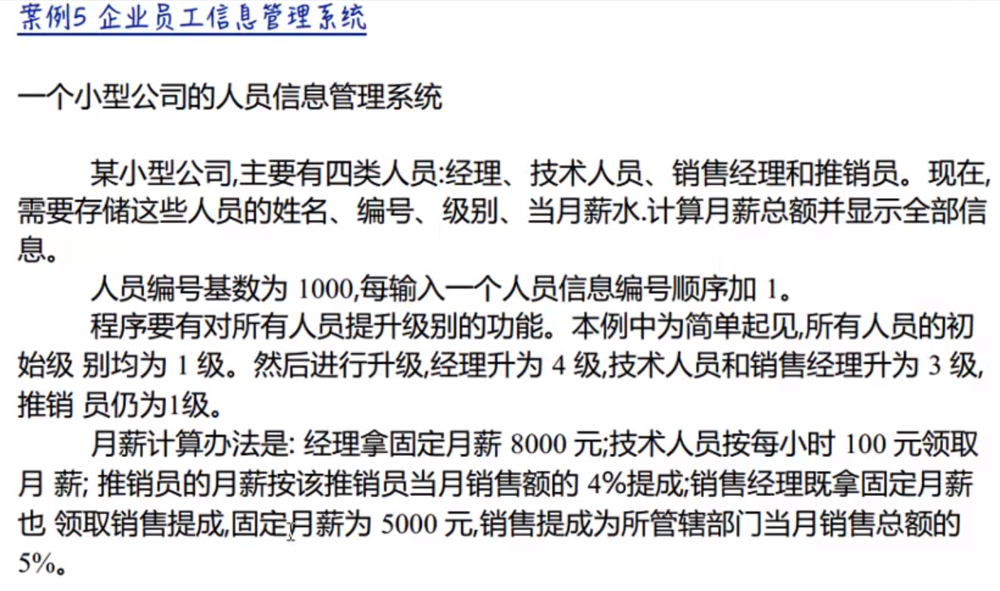 案例5 企业员工信息管理系统
一个小型公司的人员信息管理系统
某小型公司,主要有四类人员:经理、技术人员、销售经理和推销员。现在,
需要存储这些人员的姓名、编号、级别、当月薪水.计算月薪总额并显示全部信
息。
人员编号基数为 1000,每输入一个人员信息编号顺序加 1。
程序要有对所有人员提升级别的功能。本例中为简单起见,所有人员的初
始级 别均为 1 级。然后进行升级,经理升为 4 级,技术人员和销售经理升为 3 级,
推销 员仍为1级。
月薪计算办法是: 经理拿固定月薪 8000 元;技术人员按每小时 100 元领取
月 薪; 推销员的月薪按该推销员当月销售额的 4%提成;销售经理既拿固定月薪
也 领取销售提成,固定月薪为 5000 元,销售提成为所管辖部门当月销售总额的
5%。